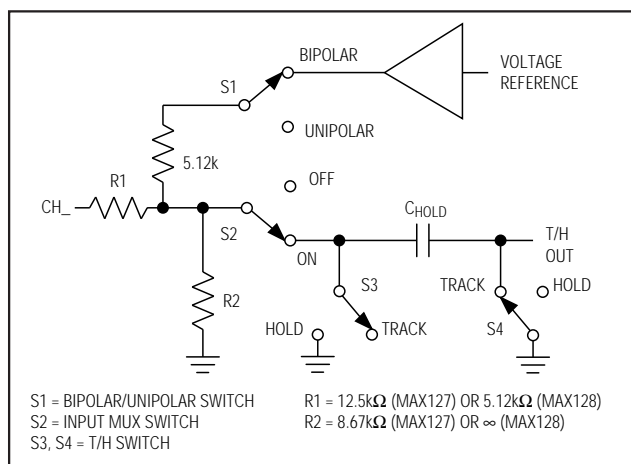 BIPOLAR
VOLTAGE
REFERENCE
S1
UNIPOLAR
5.12k
OFF
R1
CH_
S2
CHOLD
T/H
OUT
ON
S3
TRACK
HOLD
R2
HOLD
TRACK
S4
S1 = BIPOLAR/UNIPOLAR SWITCH
S2 = INPUT MUX SWITCH
S3, S4 = T/H SWITCH
R1 = 12.5kΩ (MAX127) OR 5.12kΩ (MAX128)
R2 = 8.67kΩ (MAX127) OR ∞ (MAX128)